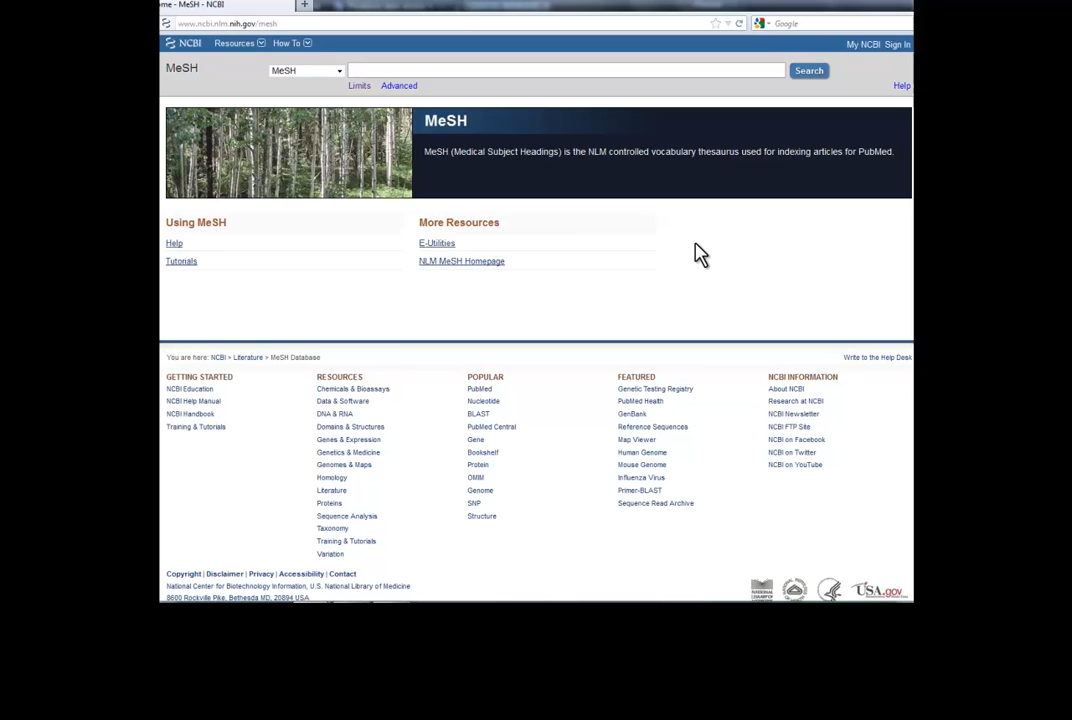 ome - MeSH - NCBI
www.ncbi.nlm.nih.gov/mesh
Google
NCBI Resources How To
My NCBI Sign In
MeSH
MeSH
Search
Limits Advanced
Help
MeSH
MeSH (Medical Subject Headings) is the NLM controlled vocabulary thesaurus used for indexing articles for PubMed.
Using MeSH
Help
Tutorials
More Resources
E-Utilities
NLM MeSH Homepage
You are here: NCBI > Literature > MeSH Database
Write to the Help Desk
GETTING STARTED
NCBI Education
NCBI Help Manual
NCBI Handbook
Training & Tutorials
RESOURCES
Chemicals & Bioassays
Data & Software
DNA & RNA
Domains & Structures
Genes & Expression
Genetics & Medicine
Genomes & Maps
Homology
Literature
Proteins
Sequence Analysis
Taxonomy
Training & Tutorials
Variation
POPULAR
PubMed
Nucleotide
BLAST
PubMed Central
Gene
Bookshelf
Protein
OMIM
Genome
SNP
Structure
FEATURED
Genetic Testing Registry
PubMed Health
GenBank
Reference Sequences
Map Viewer
Human Genome
Mouse Genome
Influenza Virus
Primer-BLAST
Sequence Read Archive
NCBI INFORMATION
About NCBI
Research at NCBI
NCBI Newsletter
NCBI FTP Site
NCBI on Facebook
NCBI on Twitter
NCBI on YouTube
Copyright | Disclaimer | Privacy | Accessibility | Contact
National Center for Biotechnology Information, U.S. National Library of Medicine
8600 Rockville Pike, Bethesda MD, 20894 USA
USA.gov